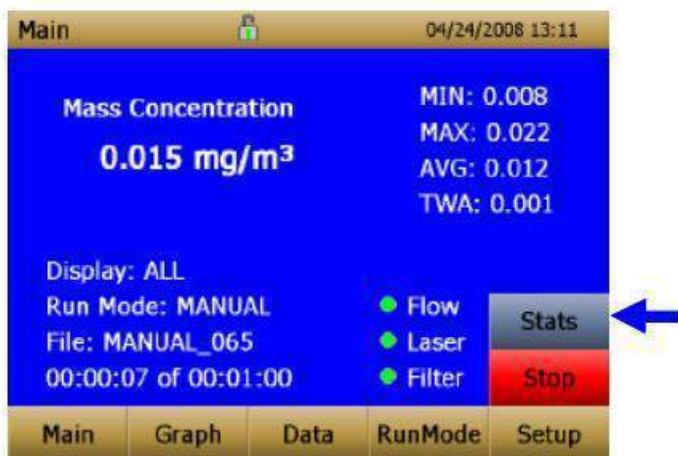 Main 04/24/2008 13:11
Mass Concentration
0.015 mg/m³
MIN: 0.008
MAX: 0.022
AVG: 0.012
TWA: 0.001
Display: ALL
Run Mode: MANUAL
File: MANUAL_065
00:00:07 of 00:01:00
Flow
Laser
Filter
Stats
Stop
Main Graph Data RunMode Setup